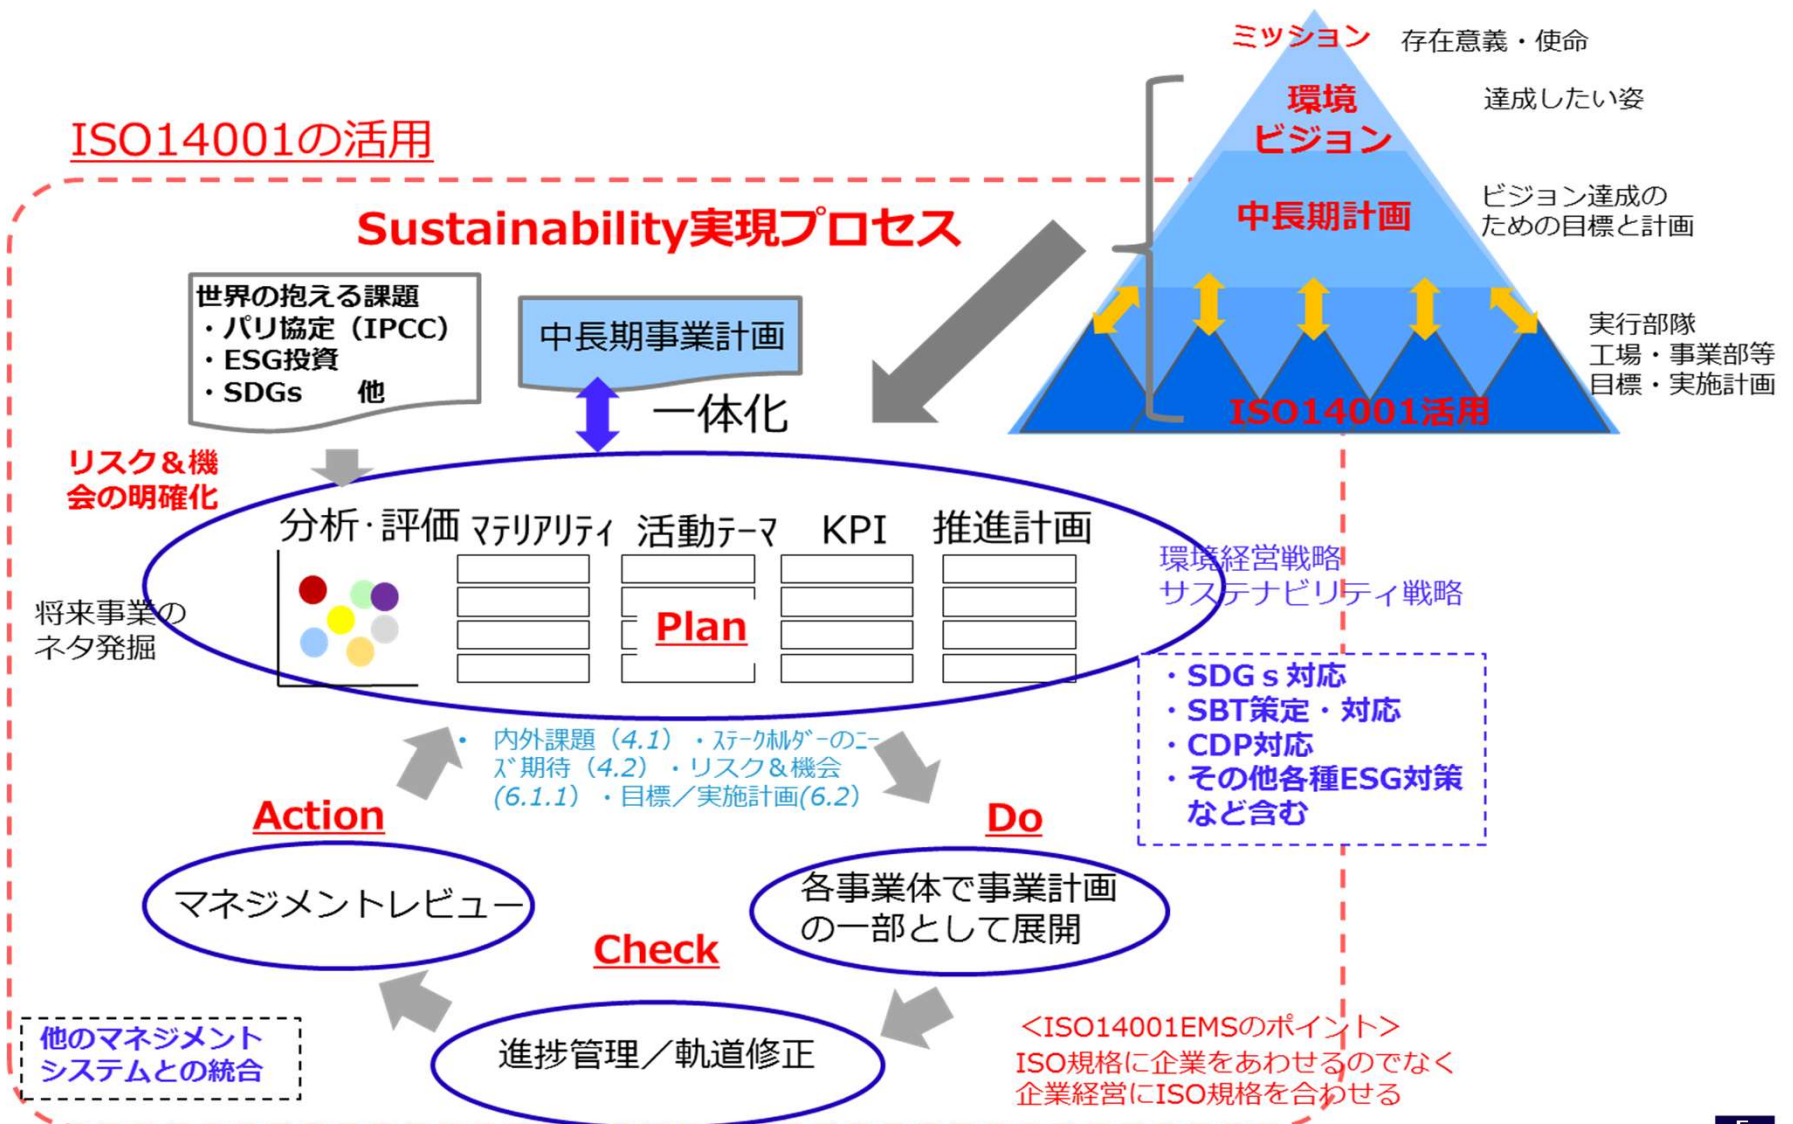 ミッション
存在意義・使命
環境
ビジョン
達成したい姿
中長期計画
ビジョン達成の
ための目標と計画
実行部隊
工場・事業部等
目標・実施計画
ISO14001活用
ISO14001の活用
Sustainability実現プロセス
世界の抱える課題
・パリ協定（IPCC）
・ESG投資
・SDGs　　他
中長期事業計画
一体化
リスク＆機
会の明確化
分析･評価
ﾏﾃﾘｱﾘﾃｨ
活動ﾃｰﾏ
KPI
推進計画
Plan
将来事業の
ネタ発掘
環境経営戦略
サステナビリティ戦略
・SDGｓ対応
・SBT策定・対応
・CDP対応
・その他各種ESG対策
など含む
• 内外課題（4.1）・ｽﾃｰｸﾎﾙﾀﾞｰのﾆｰ
ｽﾞ期待（4.2）・リスク＆機会
(6.1.1）・目標／実施計画(6.2）
Action
マネジメントレビュー
Do
各事業体で事業計画
の一部として展開
Check
進捗管理／軌道修正
他のマネジメント
システムとの統合
＜ISO14001EMSのポイント＞
ISO規格に企業をあわせるのでなく
企業経営にISO規格を合わせる